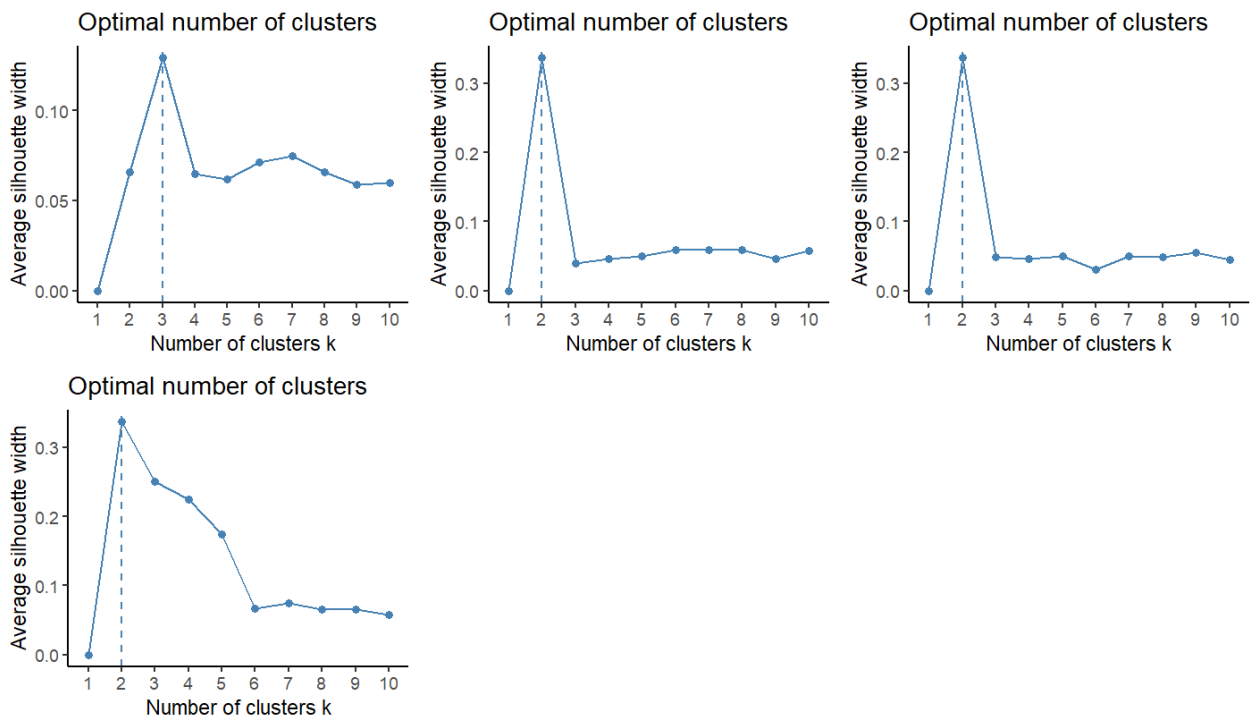 Optimal number of clusters
Average silhouette width
0.10
0.05
0.00
1 2 3 4 5 6 7 8 9 10
Number of clusters k
Optimal number of clusters
Average silhouette width
0.3
0.2
0.1
0.0
1 2 3 4 5 6 7 8 9 10
Number of clusters k
Optimal number of clusters
Average silhouette width
0.3
0.2
0.1
0.0
1 2 3 4 5 6 7 8 9 10
Number of clusters k
Optimal number of clusters
Average silhouette width
0.3
0.2
0.1
0.0
1 2 3 4 5 6 7 8 9 10
Number of clusters k